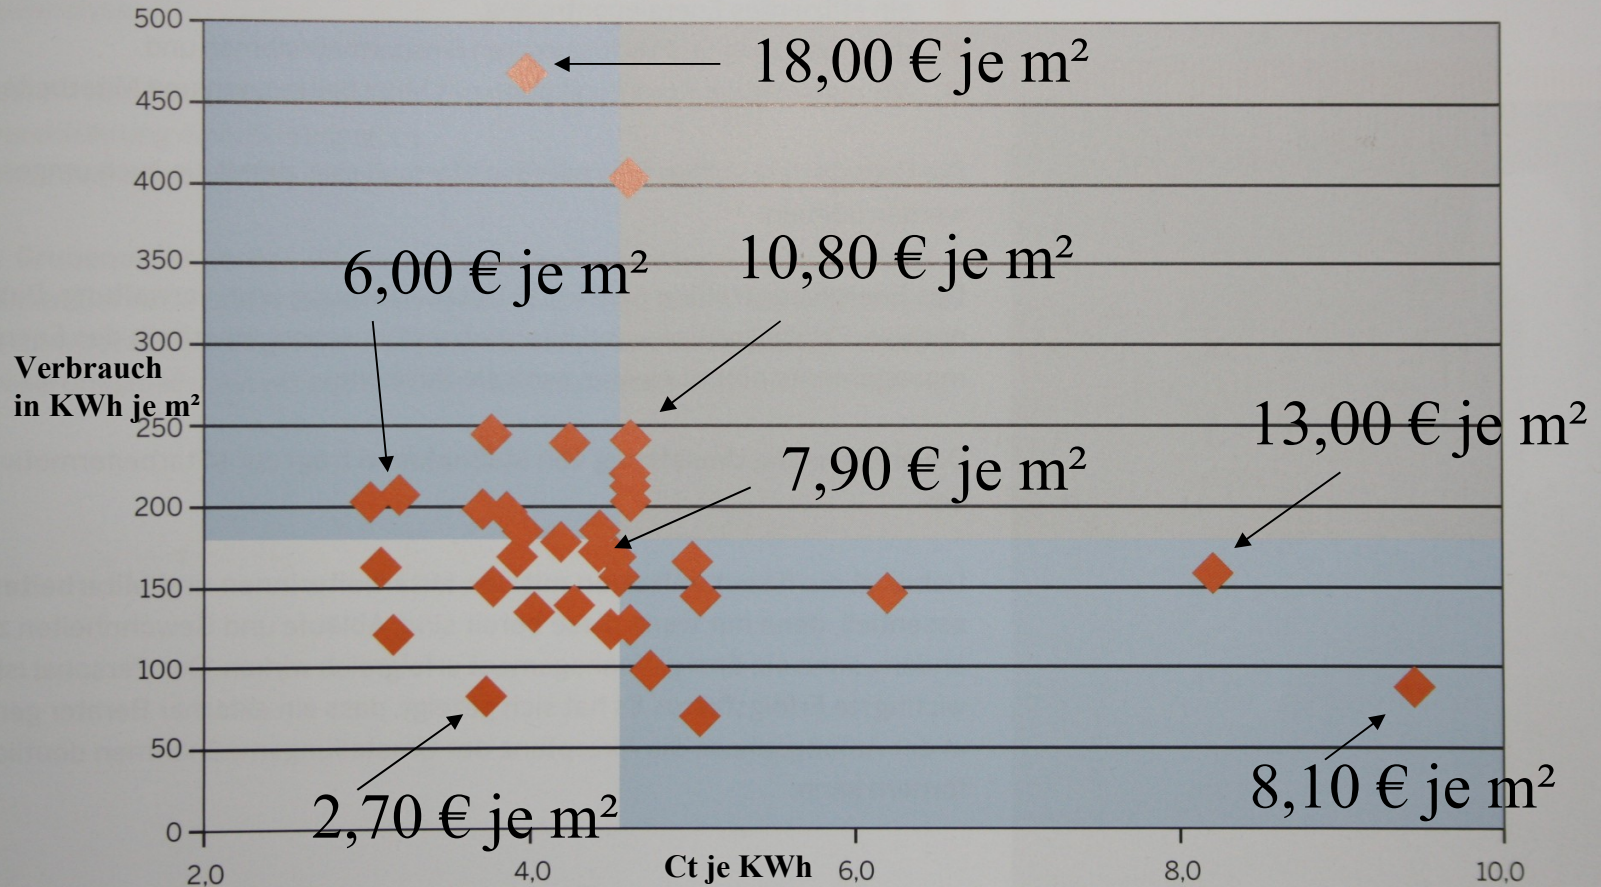 500
18,00 € je m²
450
400
350
6,00 € je m²
10,80 € je m²
300
Verbrauch
in KWh je m²
250
13,00 € je m²
7,90 € je m²
200
150
100
50
8,10 € je m²
2,70 € je m²
0
2,0
4,0
Ct je KWh
6,0
8,0
10,0